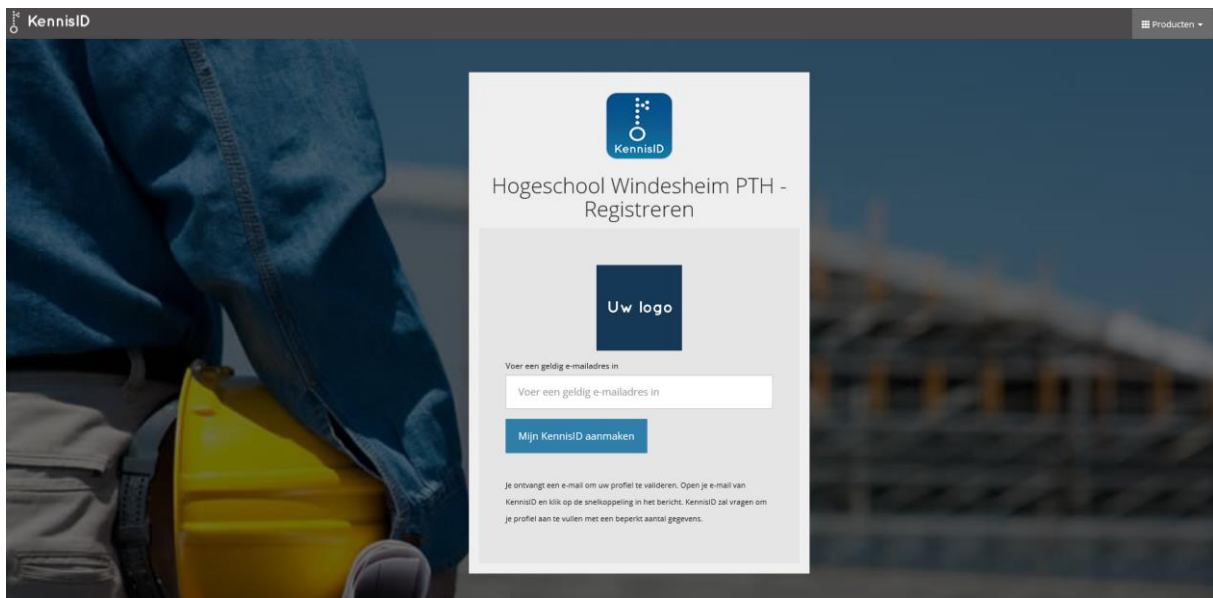 KennisID
Producten
KennisID
Hogeschool Windesheim PTH -
Registreren
Uw logo
Voer een geldig e-mailadres in
Voer een geldig e-mailadres in
Mijn KennisID aanmaken
Je ontvangt een e-mail om uw profiel te valideren. Open je e-mail van
KennisID en klik op de snelkoppeling in het bericht. KennisID zal vragen om
je profiel aan te vullen met een beperkt aantal gegevens.